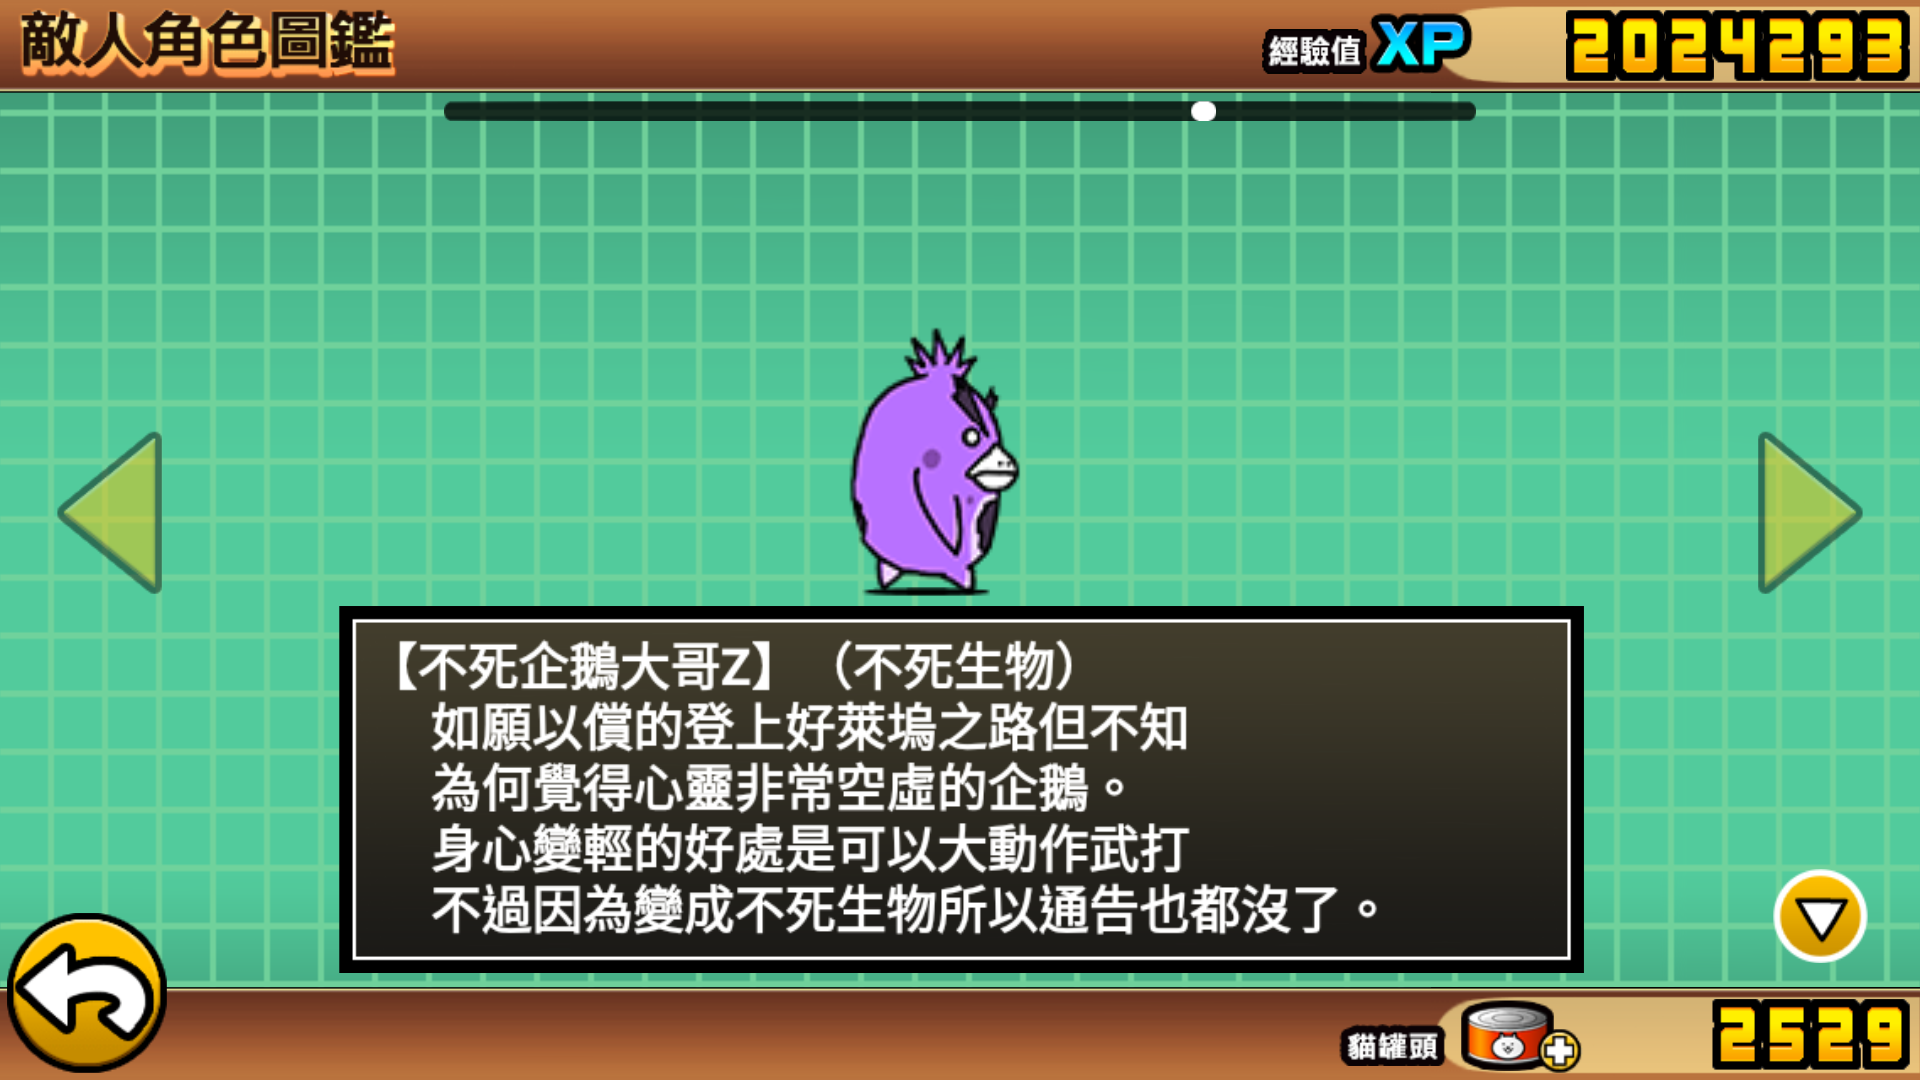 敵人角色圖鑑
經驗值 XP 2024293
【不死企鵝大哥Z】（不死生物）
如願以償的登上好萊塢之路但不知
為何覺得心靈非常空虛的企鵝。
身心變輕的好處是可以大動作武打
不過因為變成不死生物所以通告也都沒了。
貓罐頭 2529